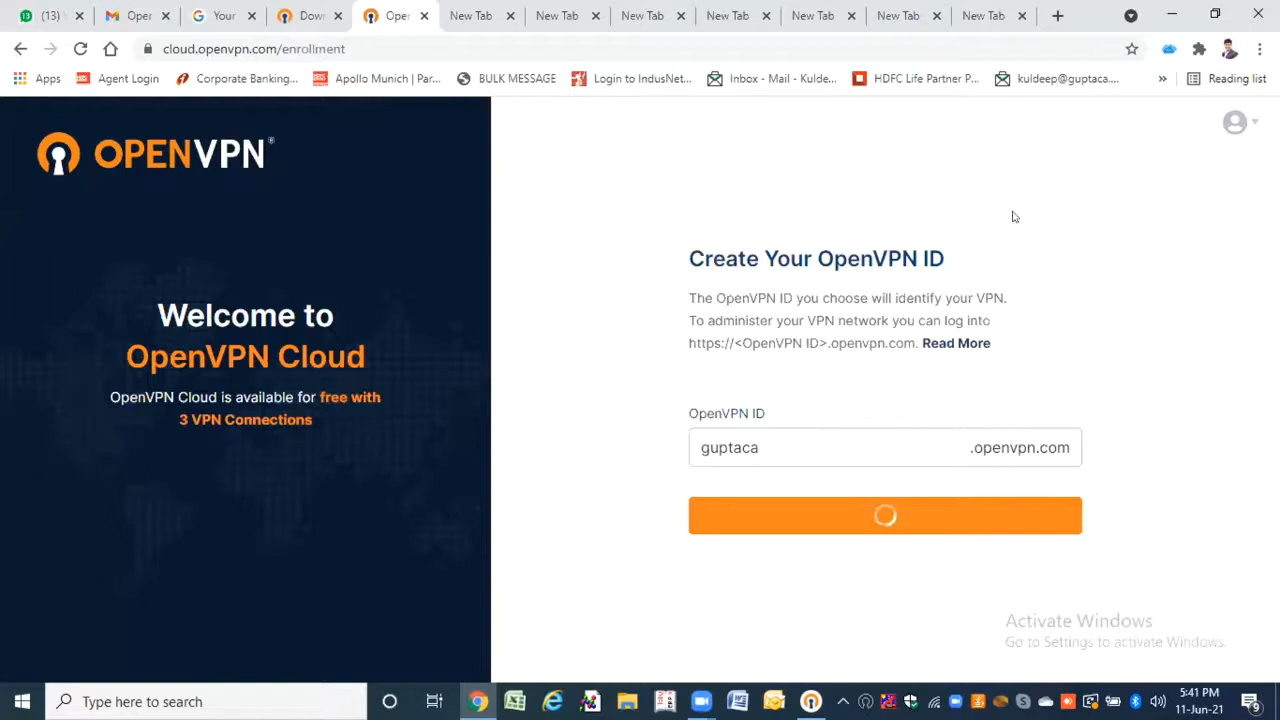 (13)
Oper
Your
Dow
Oper
New Tab
New Tab
New Tab
New Tab
New Tab
New Tab
New Tab
cloud.openvpn.com/enrollment
Apps
Agent Login
Corporate Banking...
Apollo Munich | Par...
BULK MESSAGE
Login to IndusNet...
Inbox - Mail - Kulde...
HDFC Life Partner P...
kuldeep@guptaca....
»
Reading list
OPENVPN®
Welcome to
OpenVPN Cloud
OpenVPN Cloud is available for free with
3 VPN Connections
Create Your OpenVPN ID
The OpenVPN ID you choose will identify your VPN.
To administer your VPN network you can log into
https://<OpenVPN ID>.openvpn.com. Read More
OpenVPN ID
guptaca .openvpn.com
Activate Windows
Go to Settings to activate Windows.
Type here to search
5:41 PM
11-Jun-21
9